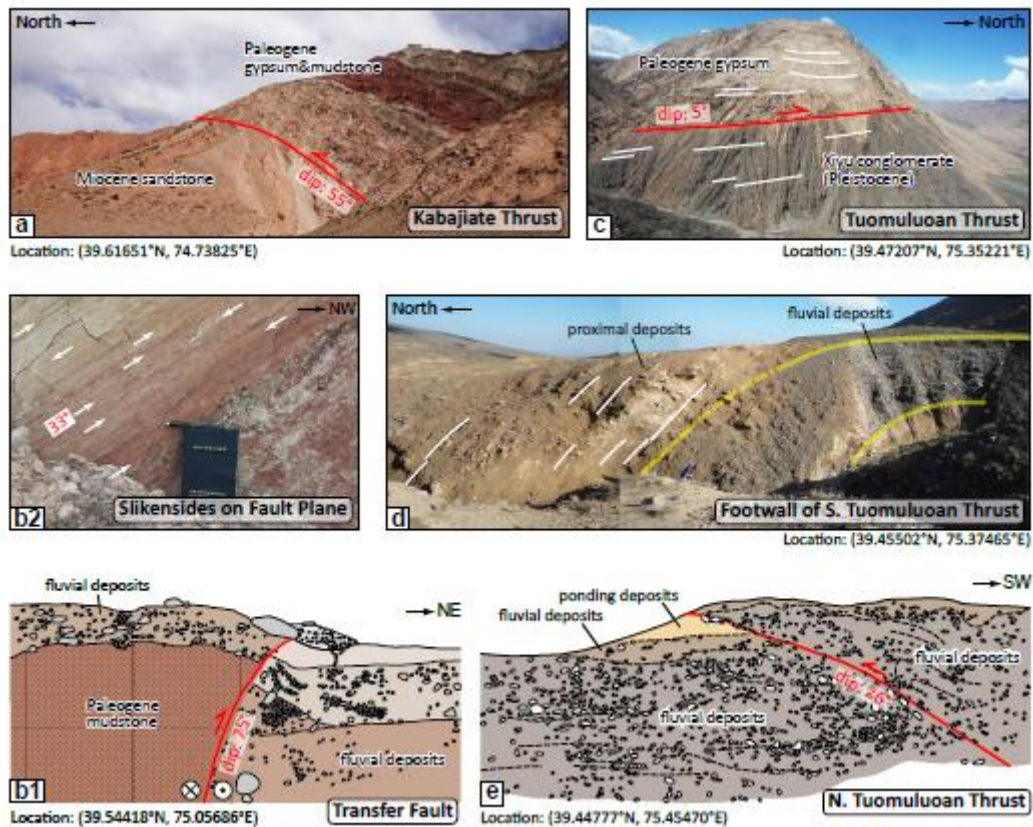 North
Paleogene
gypsum&mudstone
Miocene sandstone
dip: 55°
a
Kabajiate Thrust
Location: (39.61651°N, 74.73825°E)
North
Paleogene gypsum
dip: 5°
Xiyu conglomerate
(Pleistocene)
c
Tuomuluoan Thrust
Location: (39.47207°N, 75.35221°E)
NW
33°
b2
Slikensides on Fault Plane
North
proximal deposits
fluvial deposits
d
Footwall of S. Tuomuluoan Thrust
Location: (39.45502°N, 75.37465°E)
fluvial deposits
NE
Paleogene
mudstone
dip: 75°
fluvial deposits
b1
Transfer Fault
Location: (39.54418°N, 75.05686°E)
SW
ponding deposits
fluvial deposits
fluvial deposits
dip: 26°
fluvial deposits
e
N. Tuomuluoan Thrust
Location: (39.44777°N, 75.45470°E)